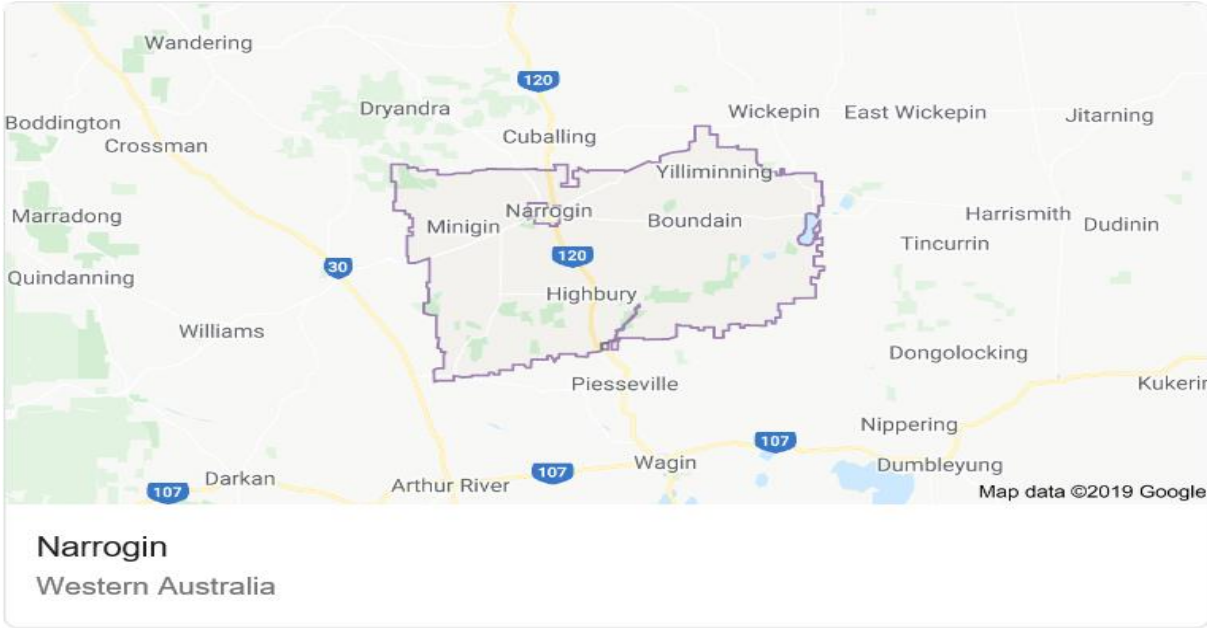 Wandering
120
Dryandra
Wickepin
East Wickepin
Jitarning
Boddington
Crossman
Cuballing
Yilliminning
Marradong
Minigin
Narrogin
Boundain
Harrismith
Dudinin
Tincurrin
Quindanning
30
120
Highbury
Williams
Dongolocking
Piesseville
Kukerin
Nippering
107
Wagin
Dumbleyung
Darkan
107
Arthur River
107
Map data ©2019 Google
Narrogin
Western Australia